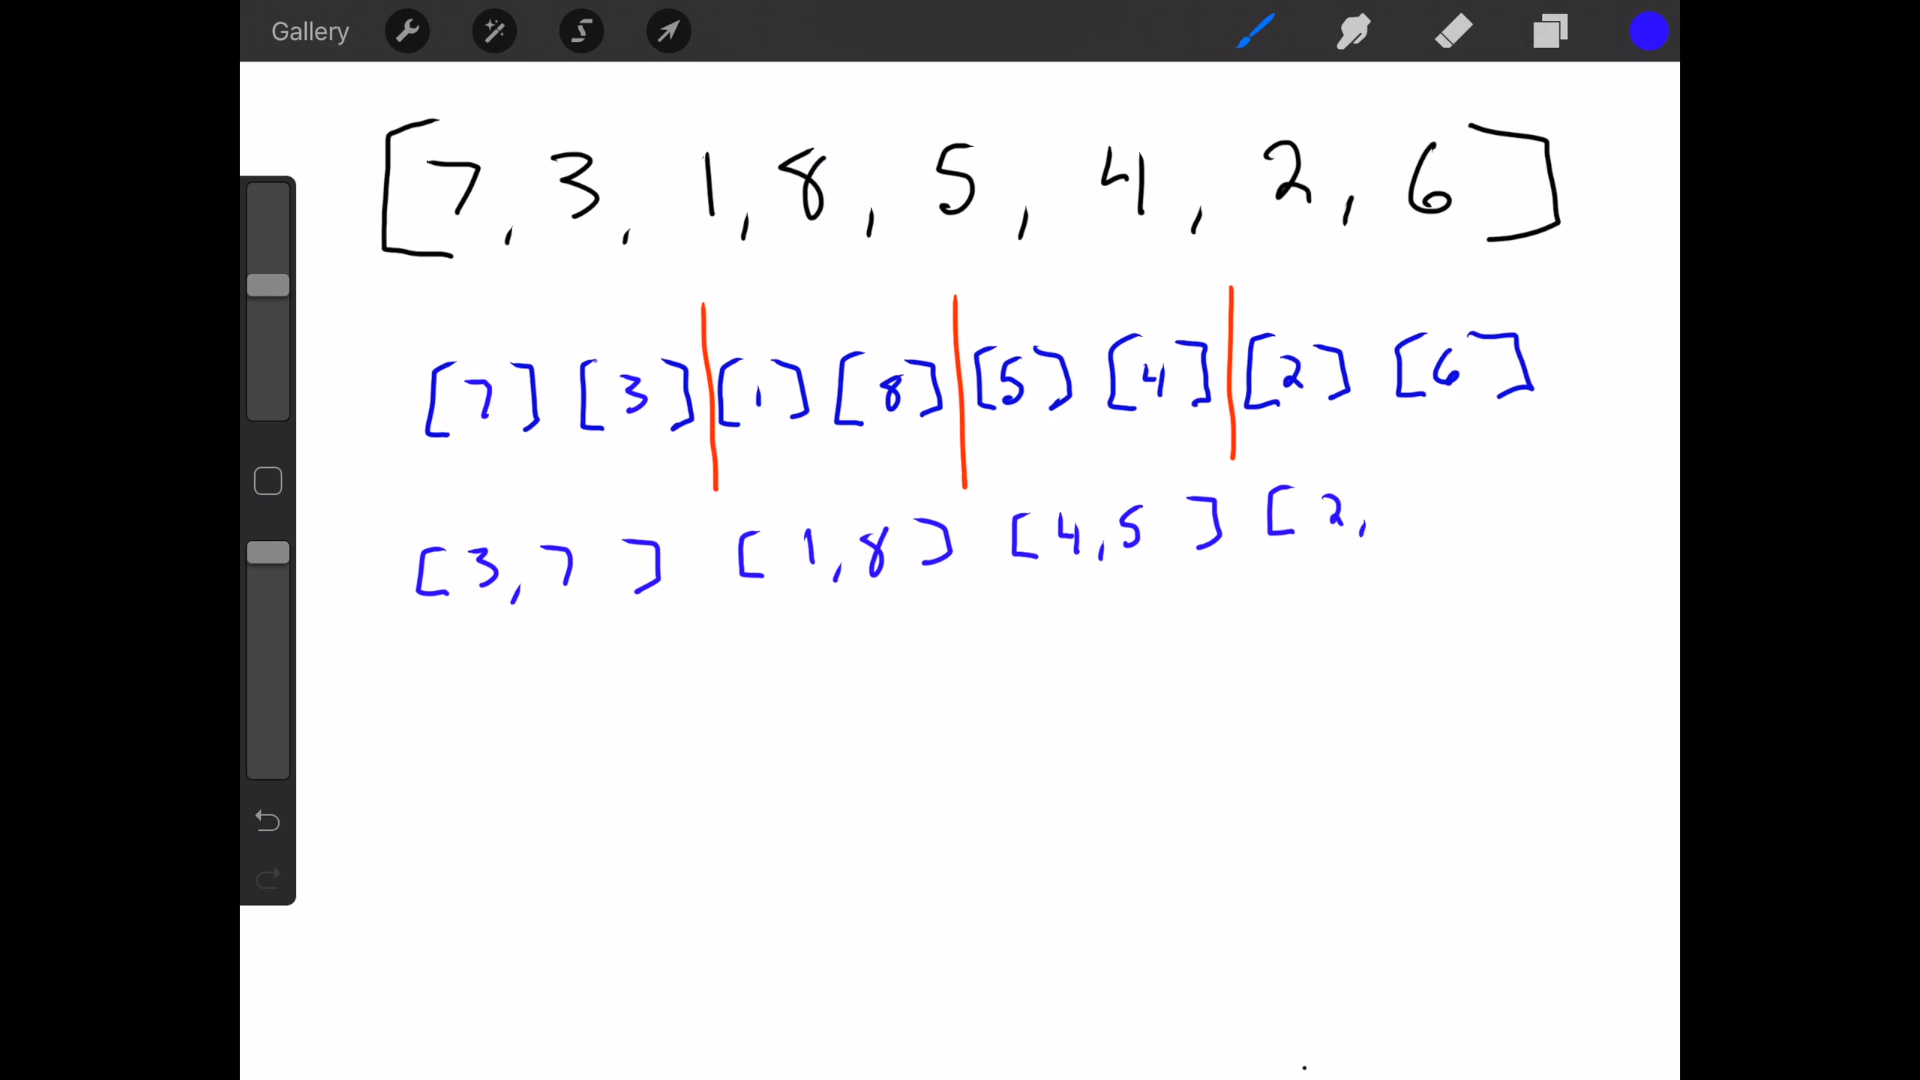 Gallery
[7, 3, 1, 8, 5, 4, 2, 6]
[7] [3] [1] [8] [5] [4] [2] [6]
[3,7] [1,8] [4,5] [2,